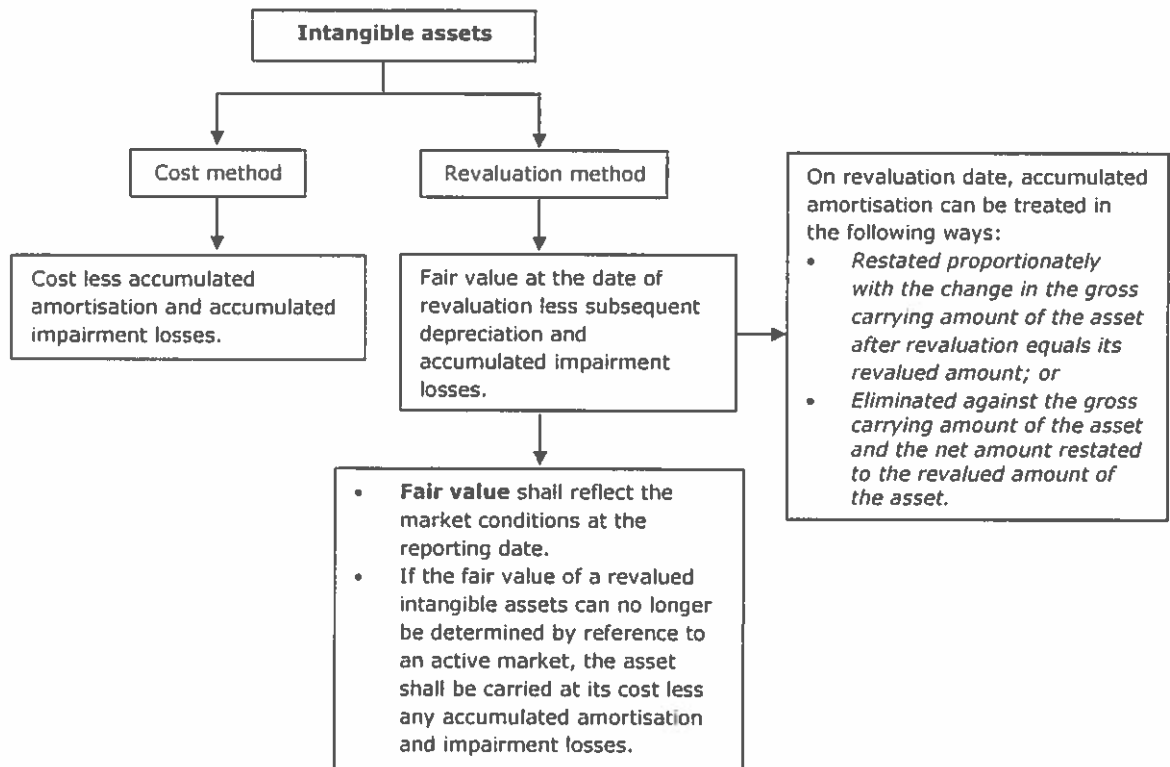 Intangible assets
Cost method
Revaluation method
Cost less accumulated
amortisation and accumulated
impairment losses.
Fair value at the date of
revaluation less subsequent
depreciation and
accumulated impairment
losses.
On revaluation date, accumulated
amortisation can be treated in
the following ways:
• Restated proportionately
with the change in the gross
carrying amount of the asset
after revaluation equals its
revalued amount; or
• Eliminated against the gross
carrying amount of the asset
and the net amount restated
to the revalued amount of
the asset.
• Fair value shall reflect the
market conditions at the
reporting date.
• If the fair value of a revalued
intangible assets can no longer
be determined by reference to
an active market, the asset
shall be carried at its cost less
any accumulated amortisation
and impairment losses.